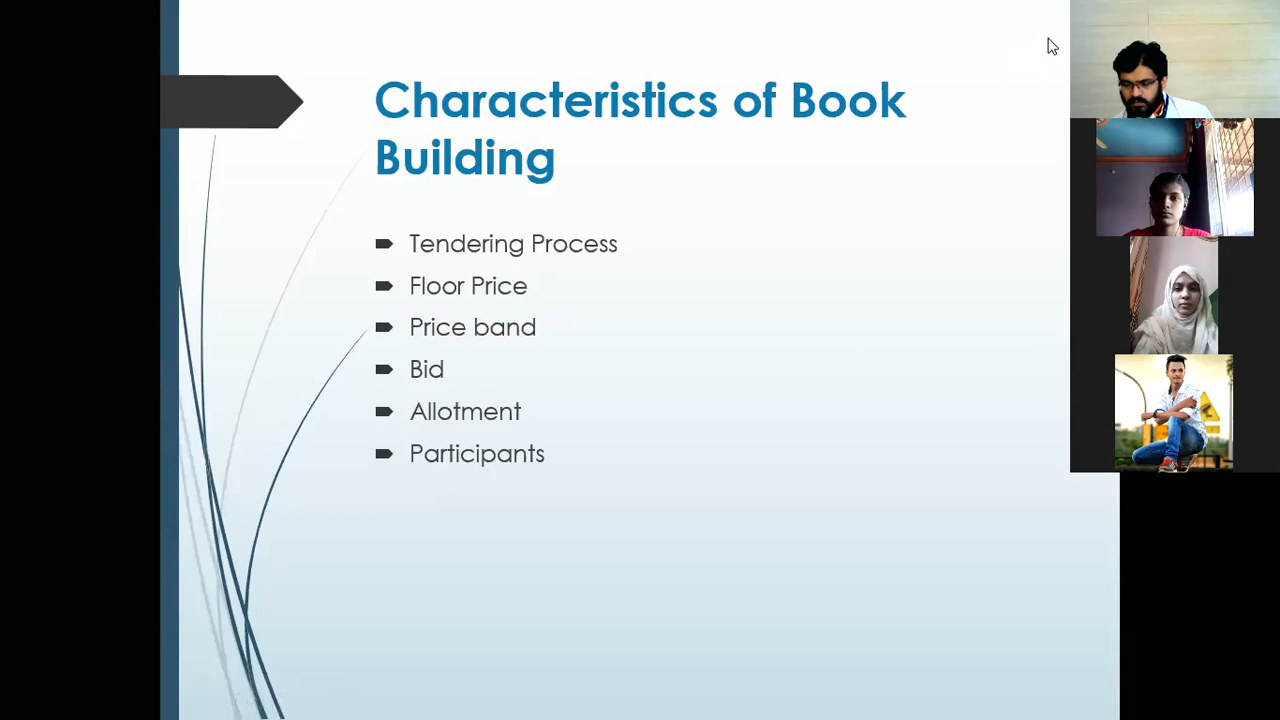 Characteristics of Book
Building
Tendering Process
Floor Price
Price band
Bid
Allotment
Participants